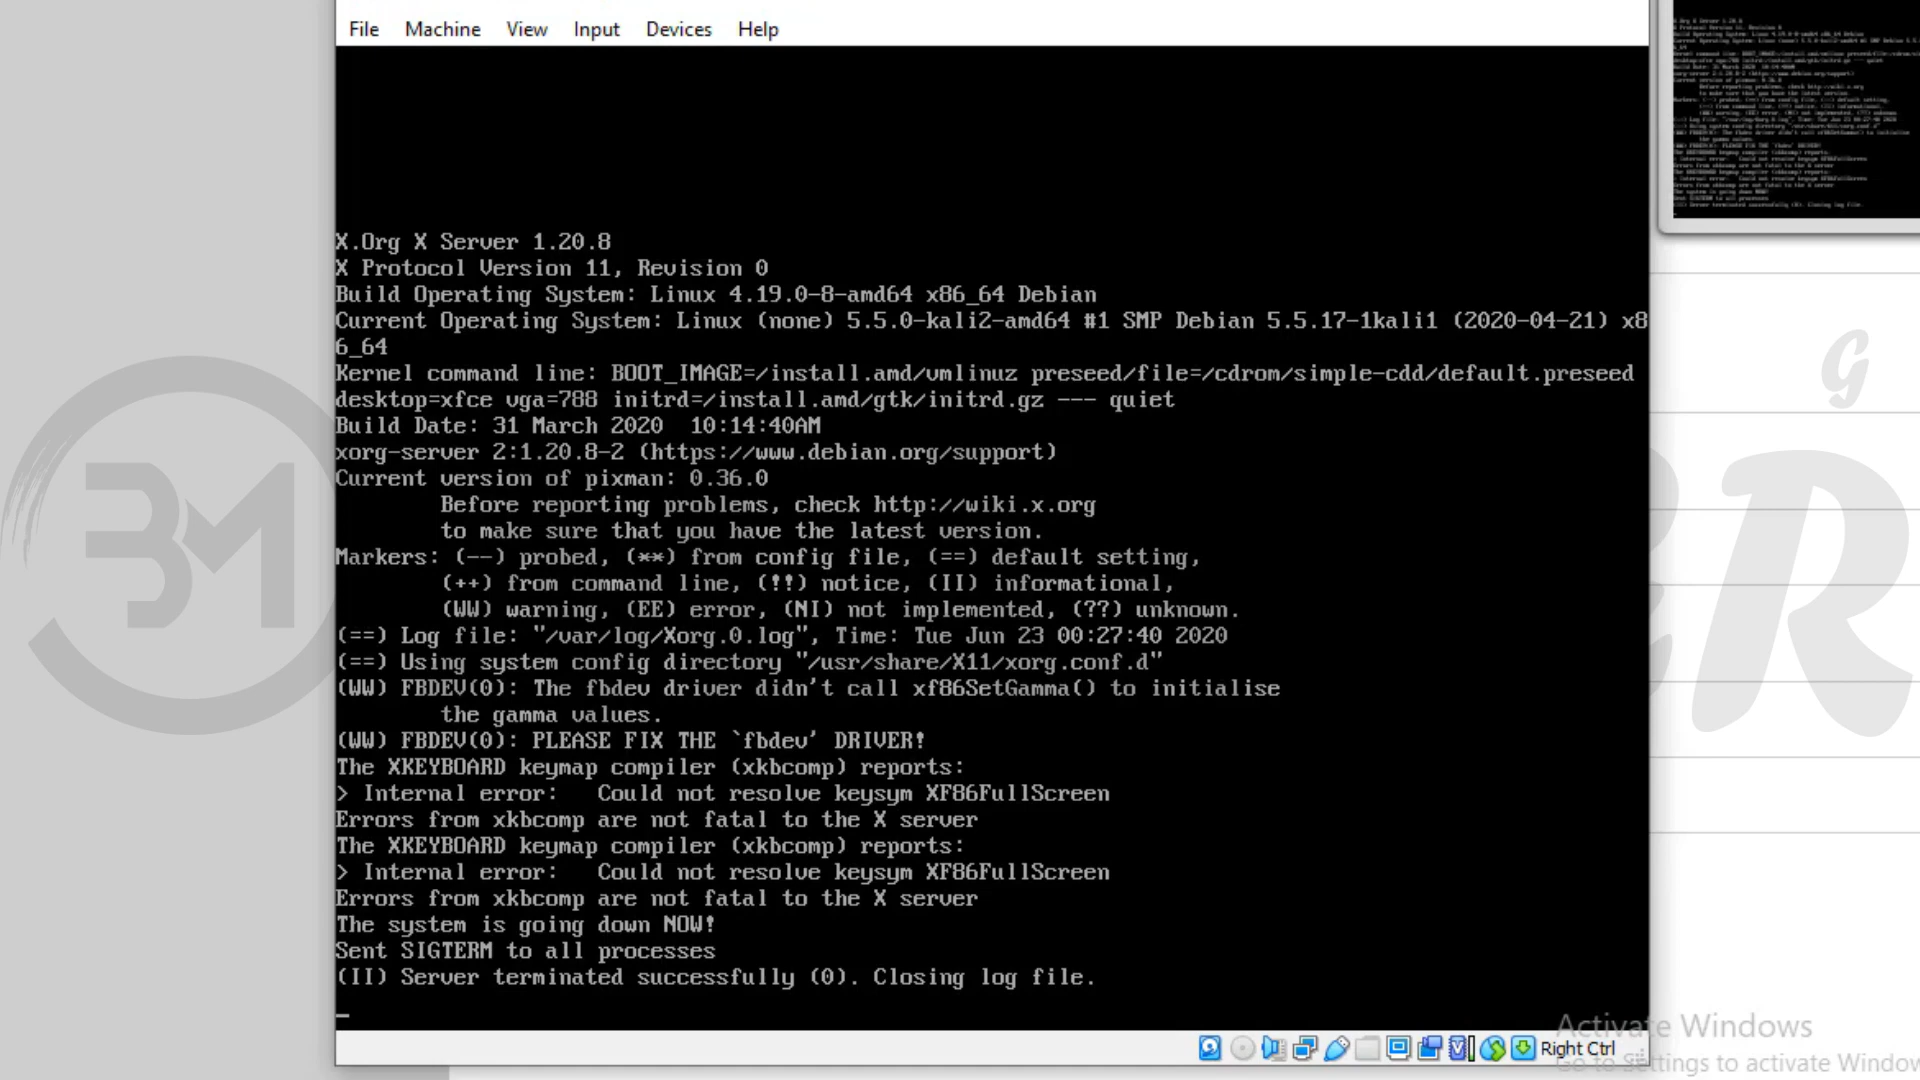 File Machine View Input Devices Help
X.Org X Server 1.20.8
X Protocol Version 11, Revision 0
Build Operating System: Linux 4.19.0-8-amd64 x86_64 Debian
Current Operating System: Linux (none) 5.5.0-kali2-amd64 #1 SMP Debian 5.5.17-1kali1 (2020-04-21) x8
6_64
Kernel command line: BOOT_IMAGE=/install.amd/vmlinuz preseed/file=/cdrom/simple-cdd/default.preseed
desktop=xfce vga=788 initrd=/install.amd/gtk/initrd.gz --- quiet
Build Date: 31 March 2020  10:14:40AM
xorg-server 2:1.20.8-2 (https://www.debian.org/support)
Current version of pixman: 0.36.0
Before reporting problems, check http://wiki.x.org
to make sure that you have the latest version.
Markers: (--) probed, (**) from config file, (==) default setting,
(++) from command line, (!!) notice, (II) informational,
(WW) warning, (EE) error, (NI) not implemented, (??) unknown.
(==) Log file: "/var/log/Xorg.0.log", Time: Tue Jun 23 00:27:40 2020
(==) Using system config directory "/usr/share/X11/xorg.conf.d"
(WW) FBDEV(0): The fbdev driver didn't call xf86SetGamma() to initialise
the gamma values.
(WW) FBDEV(0): PLEASE FIX THE `fbdev' DRIVER!
The XKEYBOARD keymap compiler (xkbcomp) reports:
> Internal error:   Could not resolve keysym XF86FullScreen
Errors from xkbcomp are not fatal to the X server
The XKEYBOARD keymap compiler (xkbcomp) reports:
> Internal error:   Could not resolve keysym XF86FullScreen
Errors from xkbcomp are not fatal to the X server
The system is going down NOW!
Sent SIGTERM to all processes
(II) Server terminated successfully (0). Closing log file.
Right Ctrl
Activate Windows
Go to Settings to activate Window
BM
G
R